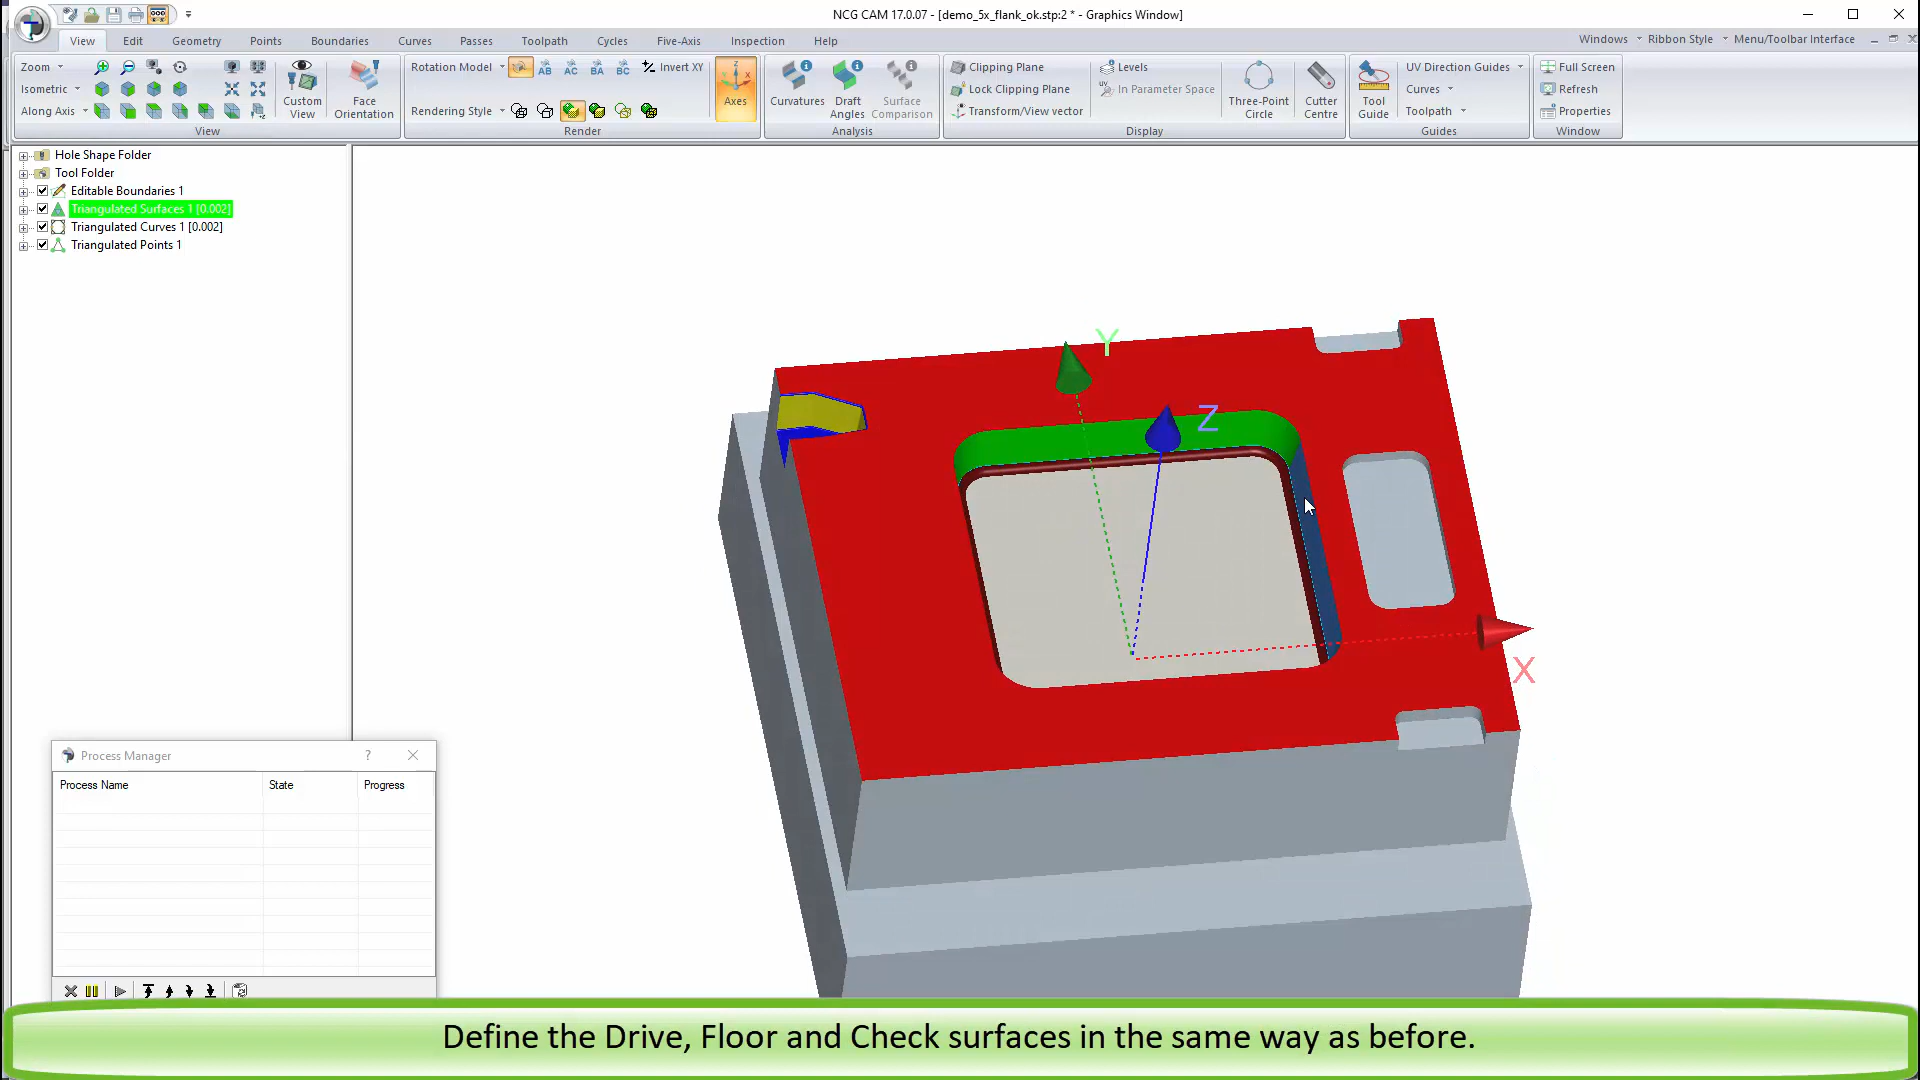 NCG CAM 17.0.07 - [demo_5x_flank_ok.stp:2 * - Graphics Window]
View Edit Geometry Points Boundaries Curves Passes Toolpath Cycles Five-Axis Inspection Help
Windows Ribbon Style Menu/Toolbar Interface
Zoom
Isometric
Along Axis
Custom View
Face Orientation
View
Rotation Model AB AC BA BC Invert XY
Rendering Style
Axes
Render
Curvatures
Draft Angles
Surface Comparison
Analysis
Clipping Plane
Lock Clipping Plane
Transform/View vector
Levels
In Parameter Space
Three-Point Circle
Cutter Centre
Display
Tool Guide
UV Direction Guides
Curves
Toolpath
Guides
Full Screen
Refresh
Properties
Window
Hole Shape Folder
Tool Folder
Editable Boundaries 1
Triangulated Surfaces 1 [0.002]
Triangulated Curves 1 [0.002]
Triangulated Points 1
Y
Z
X
Process Manager ?
Process Name State Progress
Define the Drive, Floor and Check surfaces in the same way as before.